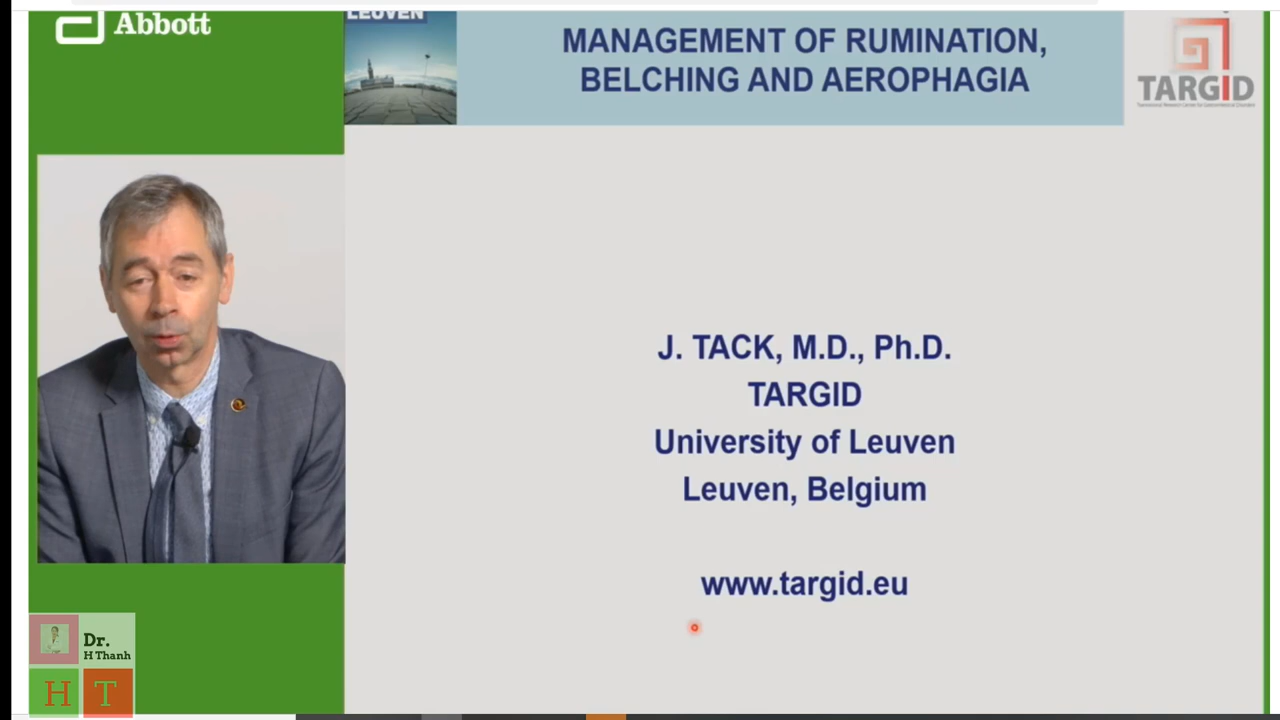 Abbott
LEUVEN
MANAGEMENT OF RUMINATION,
BELCHING AND AEROPHAGIA
TARGID
J. TACK, M.D., Ph.D.
TARGID
University of Leuven
Leuven, Belgium
www.targid.eu
Dr.
H Thanh
H T